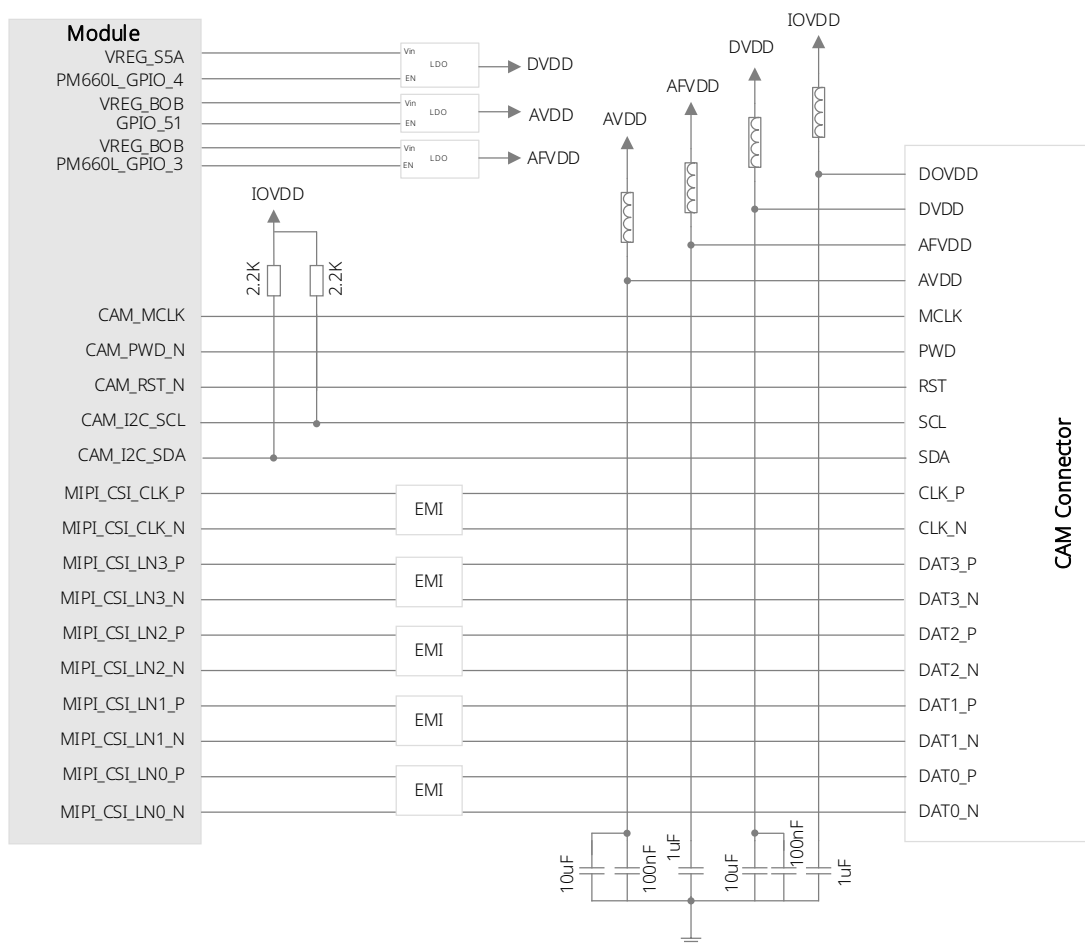 Module
VREG_S5A
PM660L_GPIO_4
VREG_BOB
GPIO_51
VREG_BOB
PM660L_GPIO_3
Vin
LDO
EN
DVDD
Vin
LDO
EN
AVDD
Vin
LDO
EN
AFVDD
IOVDD
DVDD
AFVDD
AVDD
IOVDD
2.2K
2.2K
DOVDD
DVDD
AFVDD
AVDD
CAM_MCLK
MCLK
CAM_PWD_N
PWD
CAM_RST_N
RST
CAM_I2C_SCL
SCL
CAM_I2C_SDA
SDA
MIPI_CSI_CLK_P
CLK_P
EMI
MIPI_CSI_CLK_N
CLK_N
MIPI_CSI_LN3_P
DAT3_P
EMI
MIPI_CSI_LN3_N
DAT3_N
MIPI_CSI_LN2_P
DAT2_P
EMI
MIPI_CSI_LN2_N
DAT2_N
MIPI_CSI_LN1_P
DAT1_P
EMI
MIPI_CSI_LN1_N
DAT1_N
MIPI_CSI_LN0_P
DAT0_P
EMI
MIPI_CSI_LN0_N
DAT0_N
CAM Connector
10uF
100nF
1uF
10uF
100nF
1uF